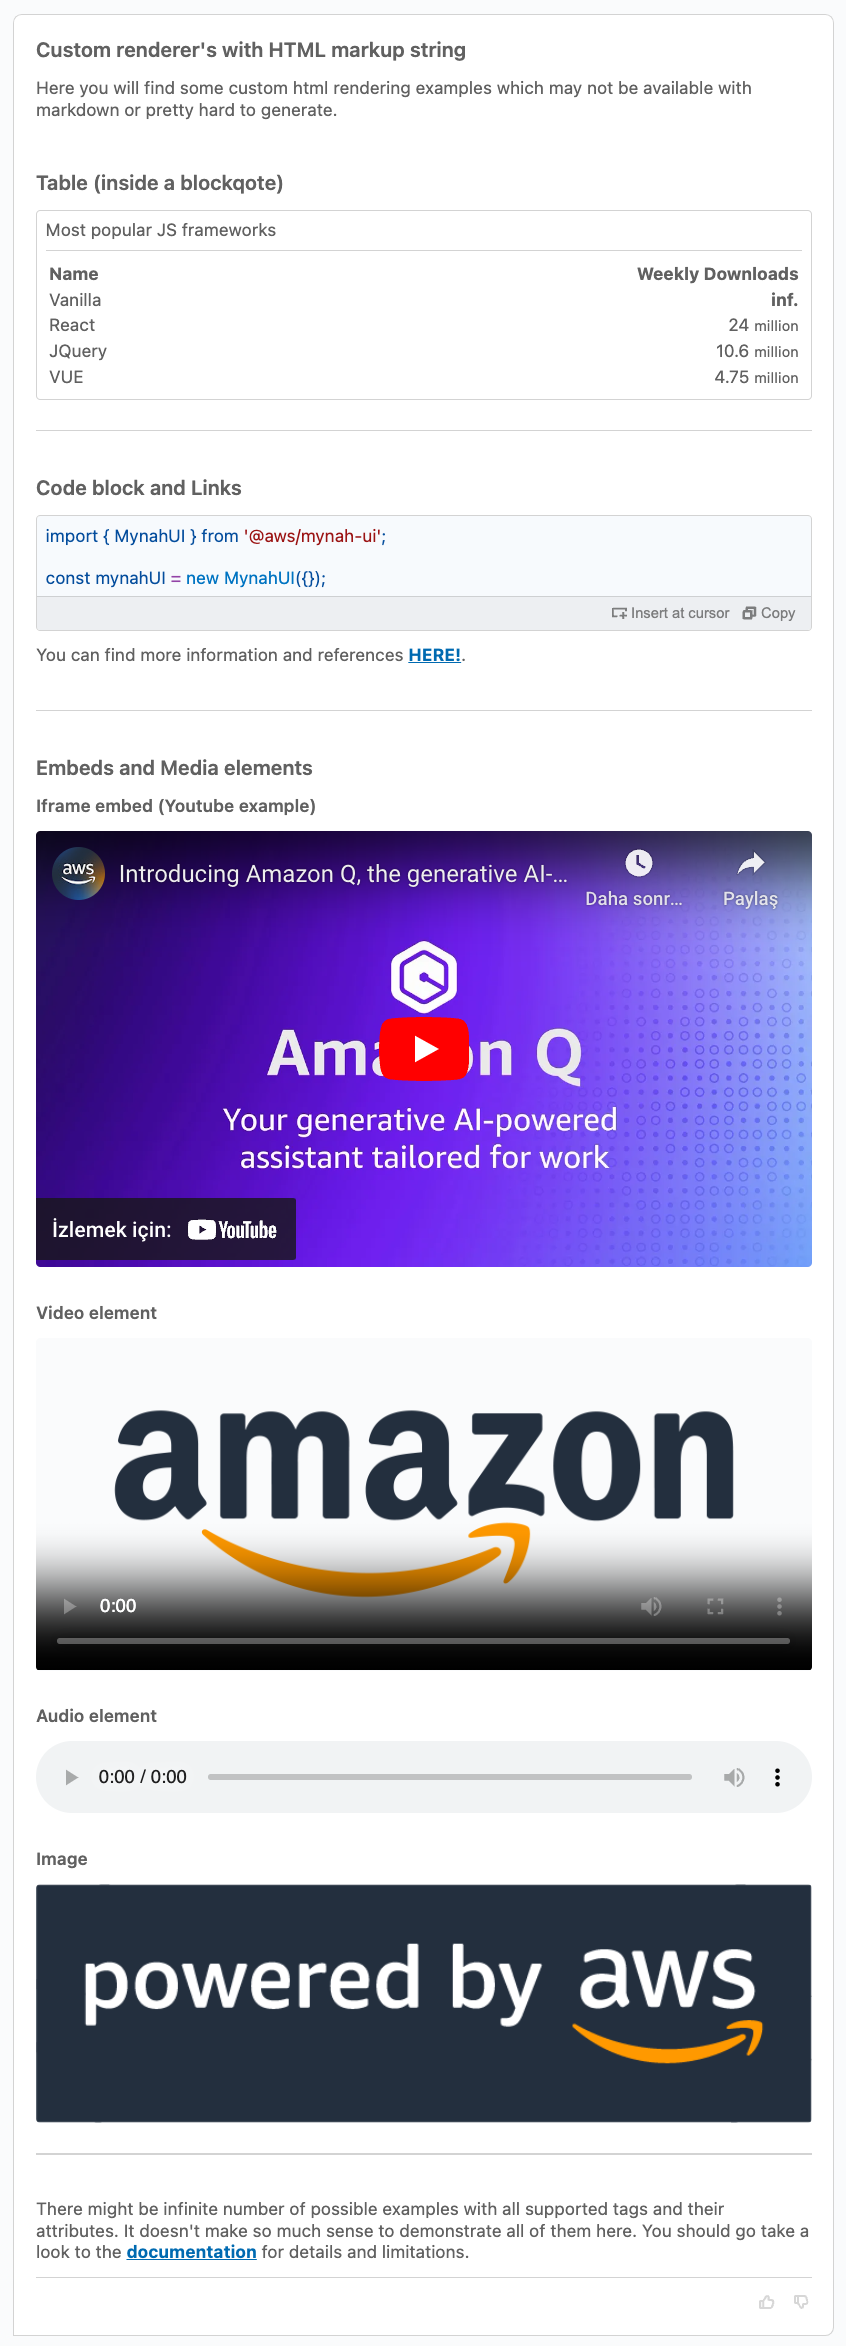 Custom renderer's with HTML markup string
Here you will find some custom html rendering examples which may not be available with
markdown or pretty hard to generate.
Table (inside a blockqote)
Most popular JS frameworks
Name Weekly Downloads
Vanilla inf.
React 24 million
JQuery 10.6 million
VUE 4.75 million
Code block and Links
import { MynahUI } from '@aws/mynah-ui';
const mynahUI = new MynahUI({});
Insert at cursor Copy
You can find more information and references HERE!.
Embeds and Media elements
Iframe embed (Youtube example)
aws Introducing Amazon Q, the generative AI-...
Daha sonr... Paylaş
Ama on Q
Your generative AI-powered
assistant tailored for work
İzlemek için: YouTube
Video element
amazon
0:00
Audio element
0:00 / 0:00
Image
powered by aws
There might be infinite number of possible examples with all supported tags and their
attributes. It doesn't make so much sense to demonstrate all of them here. You should go take a
look to the documentation for details and limitations.